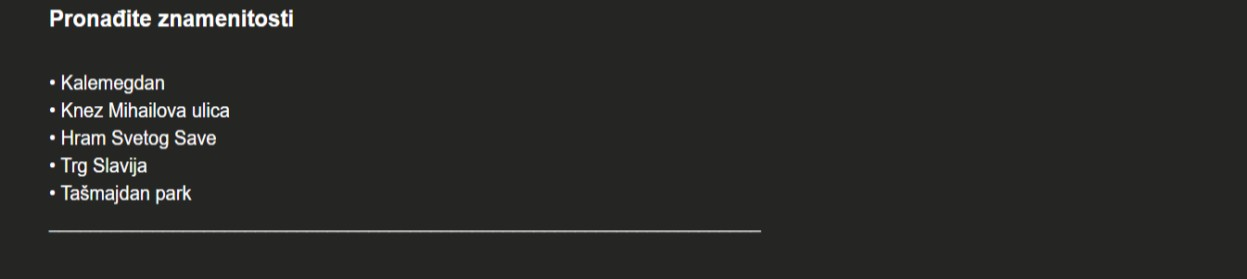 Pronađite znamenitosti
• Kalemegdan
• Knez Mihailova ulica
• Hram Svetog Save
• Trg Slavija
• Tašmajdan park